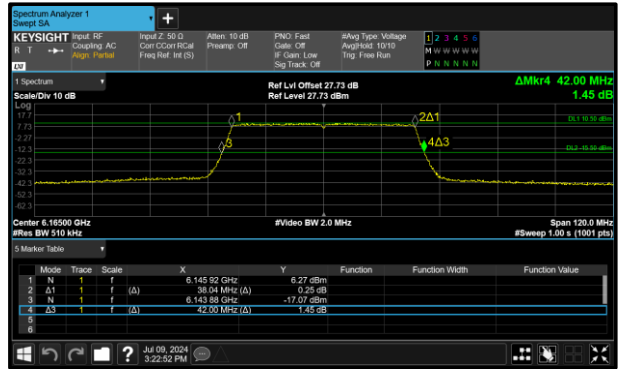 Spectrum Analyzer 1
Swept SA
KEYSIGHT Input: RF Input Z: 50 Ω Atten: 10 dB PNO: Fast #Avg Type: Voltage 1 2 3 4 5 6
R T Coupling: AC Corr CCorr RCal Preamp: Off Gate: Off Avg|Hold: 10/10 M W W W W W
Align: Partial Freq Ref: Int (S) IF Gain: Low Trig: Free Run
LXI Sig Track: Off P N N N N N
1 Spectrum
Scale/Div 10 dB
Ref Lvl Offset 27.73 dB
Ref Level 27.73 dBm
ΔMkr4 42.00 MHz
1.45 dB
Log
17.7
7.73
-2.27
-12.3
-22.3
-32.3
-42.3
-52.3
-62.3
1
2Δ1
DL1 10.50 dBm
3
4Δ3
DL2 -15.50 dBm
Center 6.16500 GHz #Video BW 2.0 MHz Span 120.0 MHz
#Res BW 510 kHz #Sweep 1.00 s (1001 pts)
5 Marker Table
Mode Trace Scale X Y Function Function Width Function Value
1 N 1 f 6.145 92 GHz 6.27 dBm
2 Δ1 1 f (Δ) 38.04 MHz (Δ) 0.25 dB
3 N 1 f 6.143 88 GHz -17.07 dBm
4 Δ3 1 f (Δ) 42.00 MHz (Δ) 1.45 dB
5
6
? Jul 09, 2024
3:22:52 PM